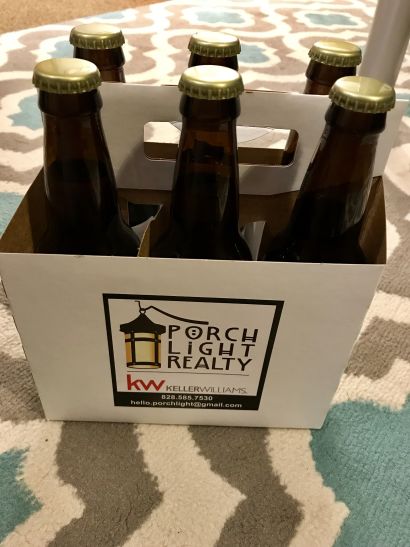 PORCH
LiGHT
REALTY
kw KELLERWILLIAMS.
828.585.7530
hello.porchlight@gmail.com